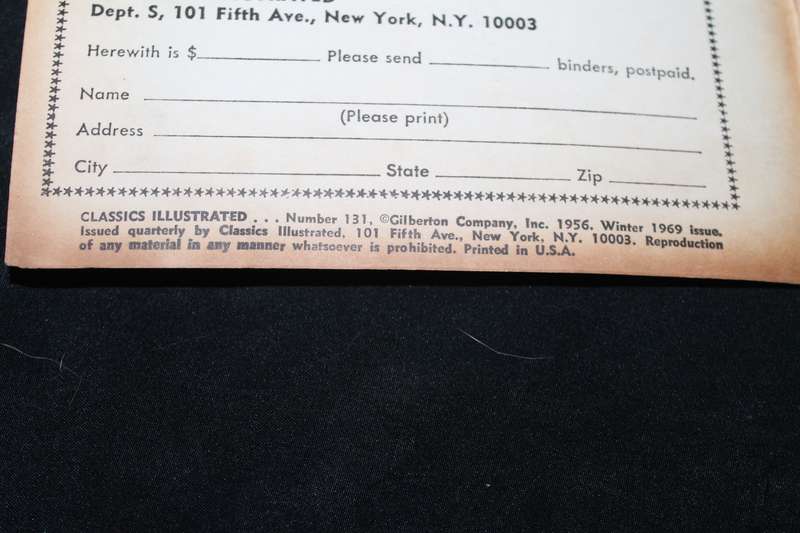 Dept. S, 101 Fifth Ave., New York, N.Y. 10003
Herewith is $ Please send binders, postpaid.
Name
(Please print)
Address
City State Zip
CLASSICS ILLUSTRATED . . . Number 131, ©Gilberton Company, Inc. 1956. Winter 1969 issue.
Issued quarterly by Classics Illustrated, 101 Fifth Ave., New York, N.Y. 10003. Reproduction
of any material in any manner whatsoever is prohibited. Printed in U.S.A.